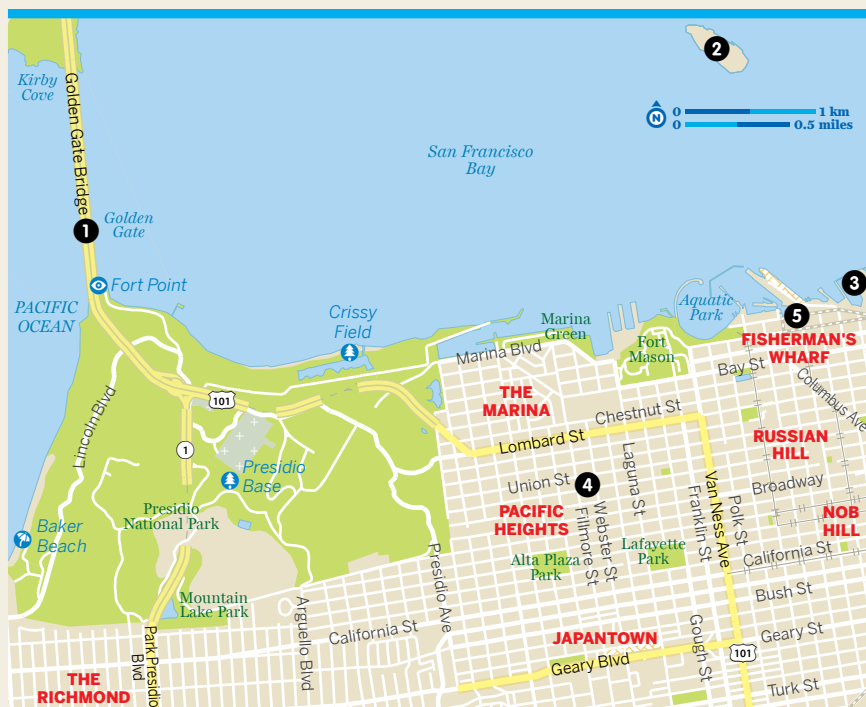 2
Kirby
Cove
Golden Gate Bridge
N
0 1 km
0 0.5 miles
San Francisco
Bay
1
Golden
Gate
Fort Point
PACIFIC
OCEAN
3
Aquatic
Park
5
Crissy
Field
Marina
Green
Fort
Mason
FISHERMAN'S
WHARF
Marina Blvd
Bay St
Columbus Ave
THE
MARINA
101
Lincoln Blvd
Chestnut St
Lombard St
RUSSIAN
HILL
1
Laguna St
Presidio
Base
Union St
4
Van Ness Ave
Broadway
Presidio
National Park
PACIFIC
HEIGHTS
Webster St
Fillmore St
Franklin St
Polk St
NOB
HILL
Baker
Beach
Alta Plaza
Park
Lafayette
Park
California St
Presidio Ave
Mountain
Lake Park
Bush St
Arguello Blvd
California St
JAPANTOWN
Gough St
Geary St
Park Presidio
Blvd
Geary Blvd
101
THE
RICHMOND
Turk St